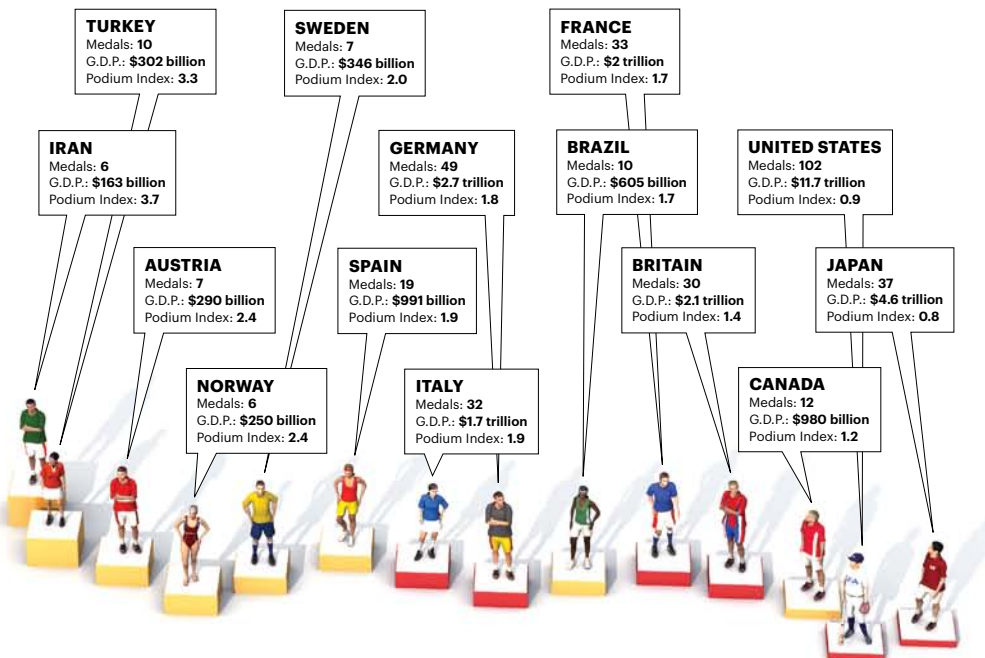 TURKEY
Medals: 10
G.D.P.: $302 billion
Podium Index: 3.3
SWEDEN
Medals: 7
G.D.P.: $346 billion
Podium Index: 2.0
FRANCE
Medals: 33
G.D.P.: $2 trillion
Podium Index: 1.7
IRAN
Medals: 6
G.D.P.: $163 billion
Podium Index: 3.7
GERMANY
Medals: 49
G.D.P.: $2.7 trillion
Podium Index: 1.8
BRAZIL
Medals: 10
G.D.P.: $605 billion
Podium Index: 1.7
UNITED STATES
Medals: 102
G.D.P.: $11.7 trillion
Podium Index: 0.9
AUSTRIA
Medals: 7
G.D.P.: $290 billion
Podium Index: 2.4
SPAIN
Medals: 19
G.D.P.: $991 billion
Podium Index: 1.9
BRITAIN
Medals: 30
G.D.P.: $2.1 trillion
Podium Index: 1.4
JAPAN
Medals: 37
G.D.P.: $4.6 trillion
Podium Index: 0.8
NORWAY
Medals: 6
G.D.P.: $250 billion
Podium Index: 2.4
ITALY
Medals: 32
G.D.P.: $1.7 trillion
Podium Index: 1.9
CANADA
Medals: 12
G.D.P.: $980 billion
Podium Index: 1.2